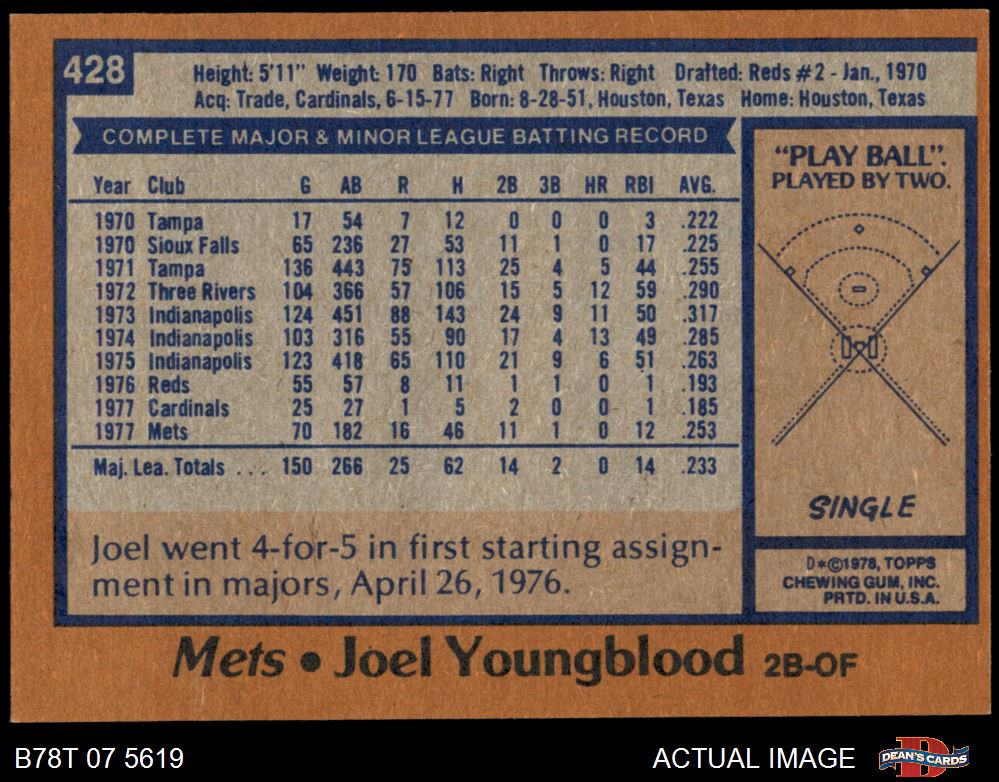 428
Height: 5'11" Weight: 170 Bats: Right Throws: Right Drafted: Reds #2 - Jan., 1970
Acq: Trade, Cardinals, 6-15-77 Born: 8-28-51, Houston, Texas Home: Houston, Texas
COMPLETE MAJOR & MINOR LEAGUE BATTING RECORD
Year Club G AB R H 2B 3B HR RBI AVG.
1970 Tampa 17 54 7 12 0 0 0 3 .222
1970 Sioux Falls 65 236 27 53 11 1 0 17 .225
1971 Tampa 136 443 75 113 25 4 5 44 .255
1972 Three Rivers 104 366 57 106 15 5 12 59 .290
1973 Indianapolis 124 451 88 143 24 9 11 50 .317
1974 Indianapolis 103 316 55 90 17 4 13 49 .285
1975 Indianapolis 123 418 65 110 21 9 6 51 .263
1976 Reds 55 57 8 11 1 1 0 1 .193
1977 Cardinals 25 27 1 5 2 0 0 1 .185
1977 Mets 70 182 16 46 11 1 0 12 .253
Maj. Lea. Totals ... 150 266 25 62 14 2 0 14 .233
Joel went 4-for-5 in first starting assign-
ment in majors, April 26, 1976.
"PLAY BALL".
PLAYED BY TWO.
SINGLE
D*©1978, TOPPS
CHEWING GUM, INC.
PRTD. IN U.S.A.
Mets • Joel Youngblood 2B-OF
B78T 07 5619
ACTUAL IMAGE
DEAN'S CARDS